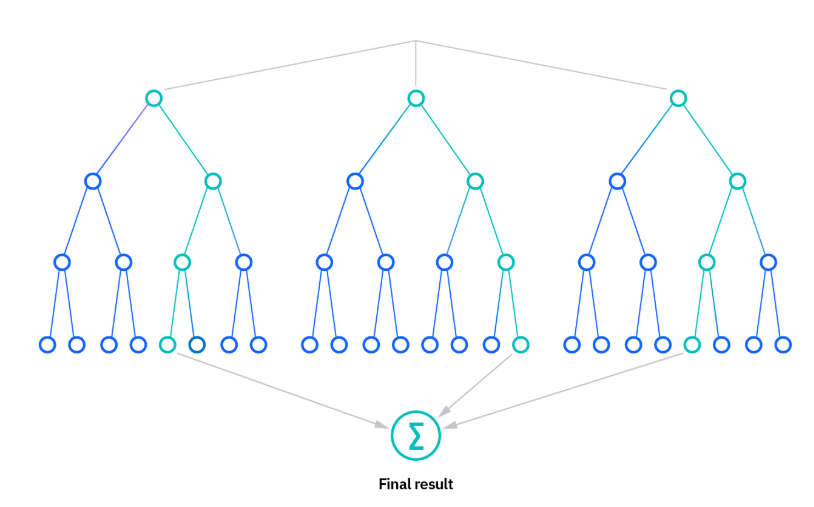 Σ
Final result